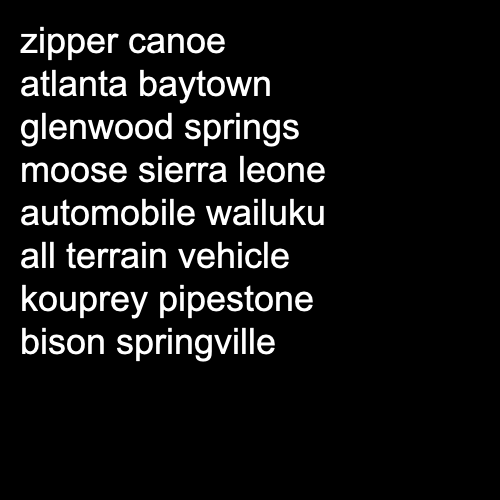 zipper canoe
atlanta baytown
glenwood springs
moose sierra leone
automobile wailuku
all terrain vehicle
kouprey pipestone
bison springville